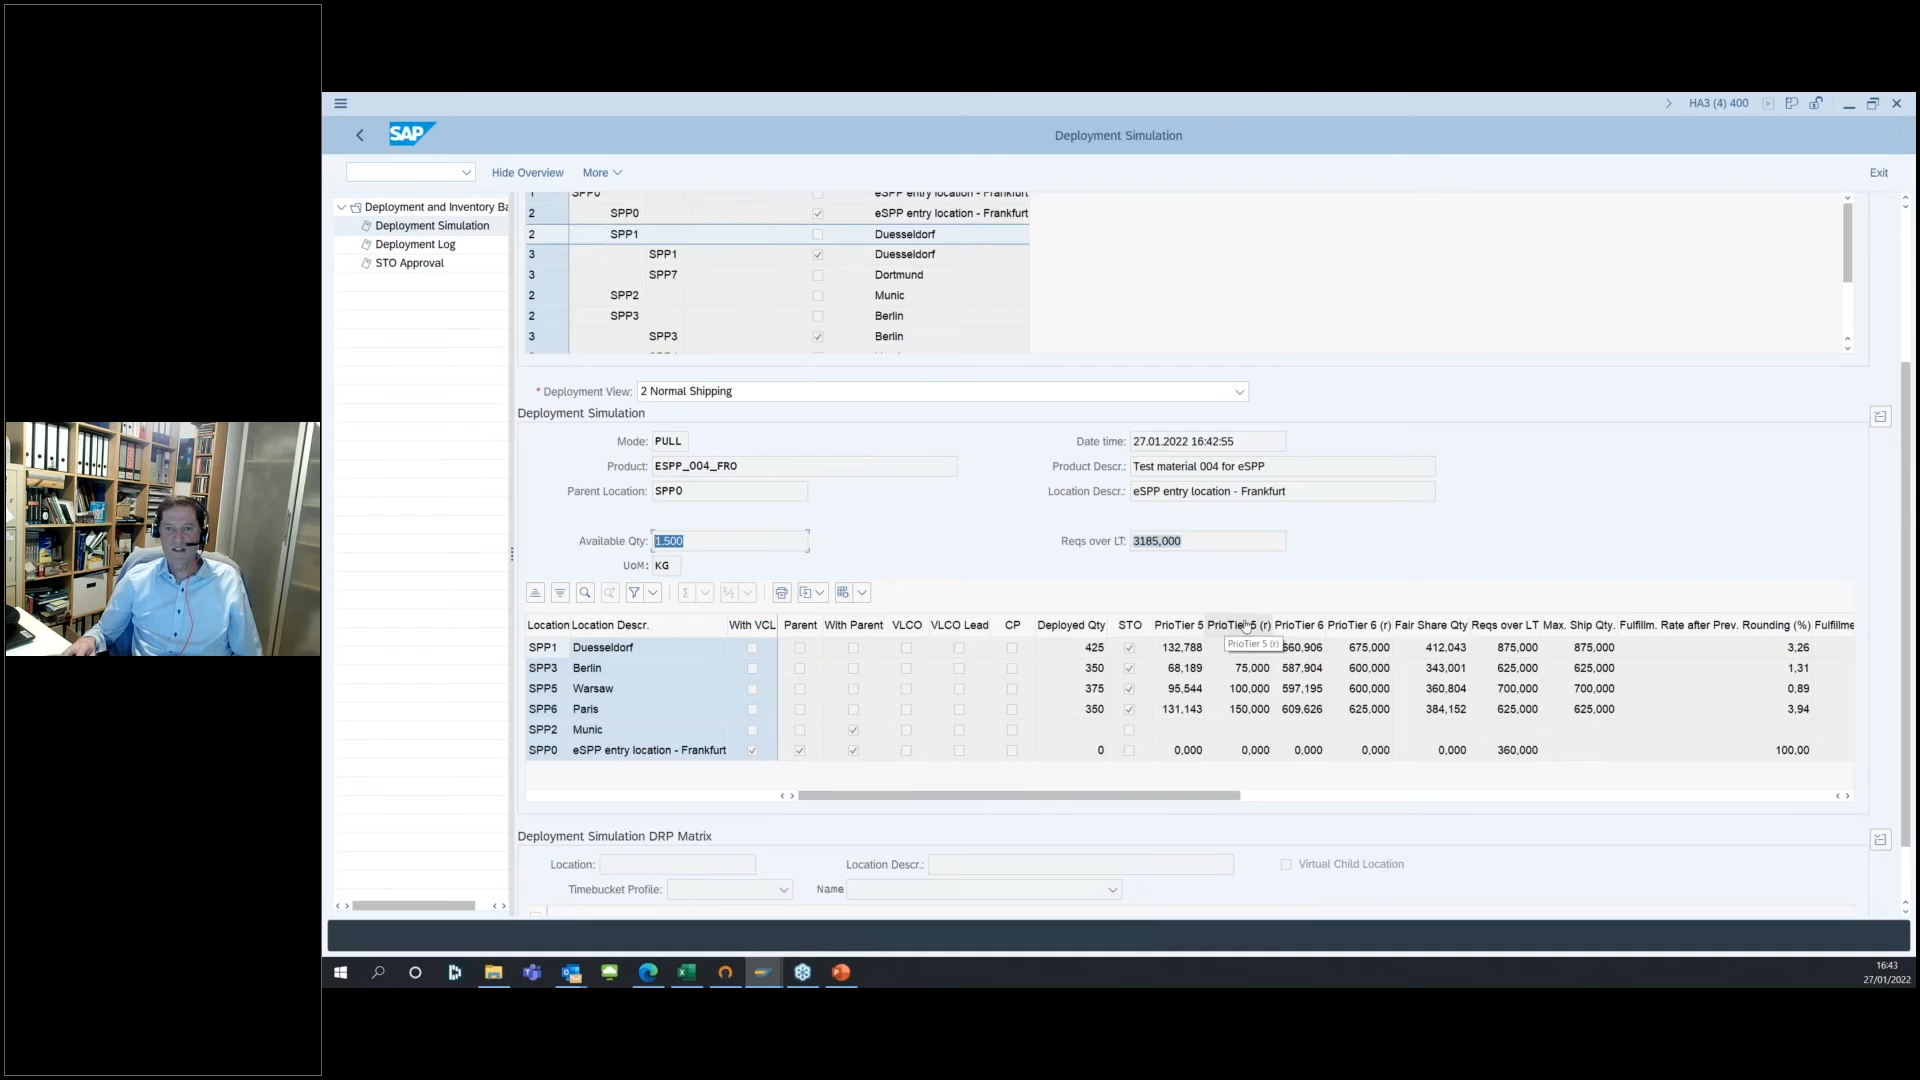 HA3 (4) 400
SAP
Deployment Simulation
Hide Overview More Exit
Deployment and Inventory Ba
Deployment Simulation
Deployment Log
STO Approval
1 SPP0 eSPP entry location - Frankfurt
2 SPP0 eSPP entry location - Frankfurt
2 SPP1 Duesseldorf
3 SPP1 Duesseldorf
3 SPP7 Dortmund
2 SPP2 Munic
2 SPP3 Berlin
3 SPP3 Berlin
* Deployment View: 2 Normal Shipping
Deployment Simulation
Mode: PULL Date time: 27.01.2022 16:42:55
Product: ESPP_004_FRO Product Descr.: Test material 004 for eSPP
Parent Location: SPP0 Location Descr.: eSPP entry location - Frankfurt
Available Qty: 1.500 Reqs over LT: 3185,000
UoM: KG
Location Location Descr. With VCL Parent With Parent VLCO VLCO Lead CP Deployed Qty STO PrioTier 5 PrioTier 5 (r) PrioTier 6 PrioTier 6 (r) Fair Share Qty Reqs over LT Max. Ship Qty. Fulfillm. Rate after Prev. Rounding (%) Fulfillme
SPP1 Duesseldorf 425 132,788 PrioTier 5 (r) 660,906 675,000 412,043 875,000 875,000 3,26
SPP3 Berlin 350 68,189 75,000 587,904 600,000 343,001 625,000 625,000 1,31
SPP5 Warsaw 375 95,544 100,000 597,195 600,000 360,804 700,000 700,000 0,89
SPP6 Paris 350 131,143 150,000 609,626 625,000 384,152 625,000 625,000 3,94
SPP2 Munic
SPP0 eSPP entry location - Frankfurt 0 0,000 0,000 0,000 0,000 0,000 360,000 100,00
Deployment Simulation DRP Matrix
Location: Location Descr.: Virtual Child Location
Timebucket Profile: Name
16:43
27/01/2022